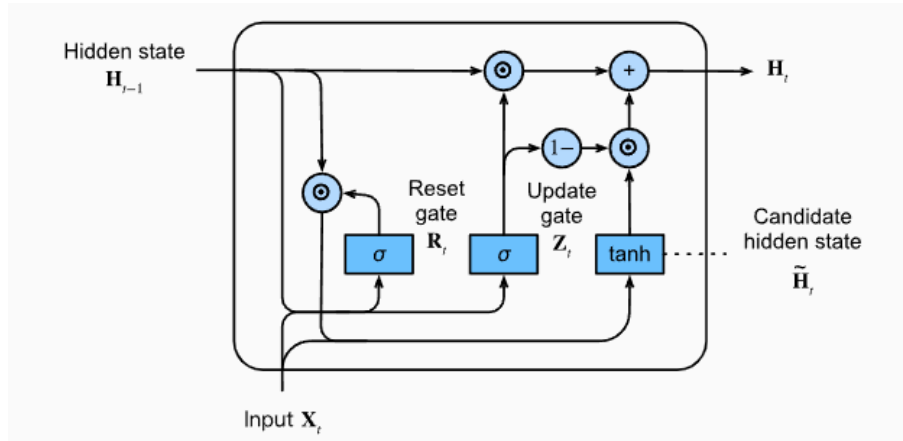 Hidden state
H_{t−1}
H_t
+
1−
Reset
gate
R_t
Update
gate
Z_t
Candidate
hidden state
H̃_t
σ
σ
tanh
Input X_t